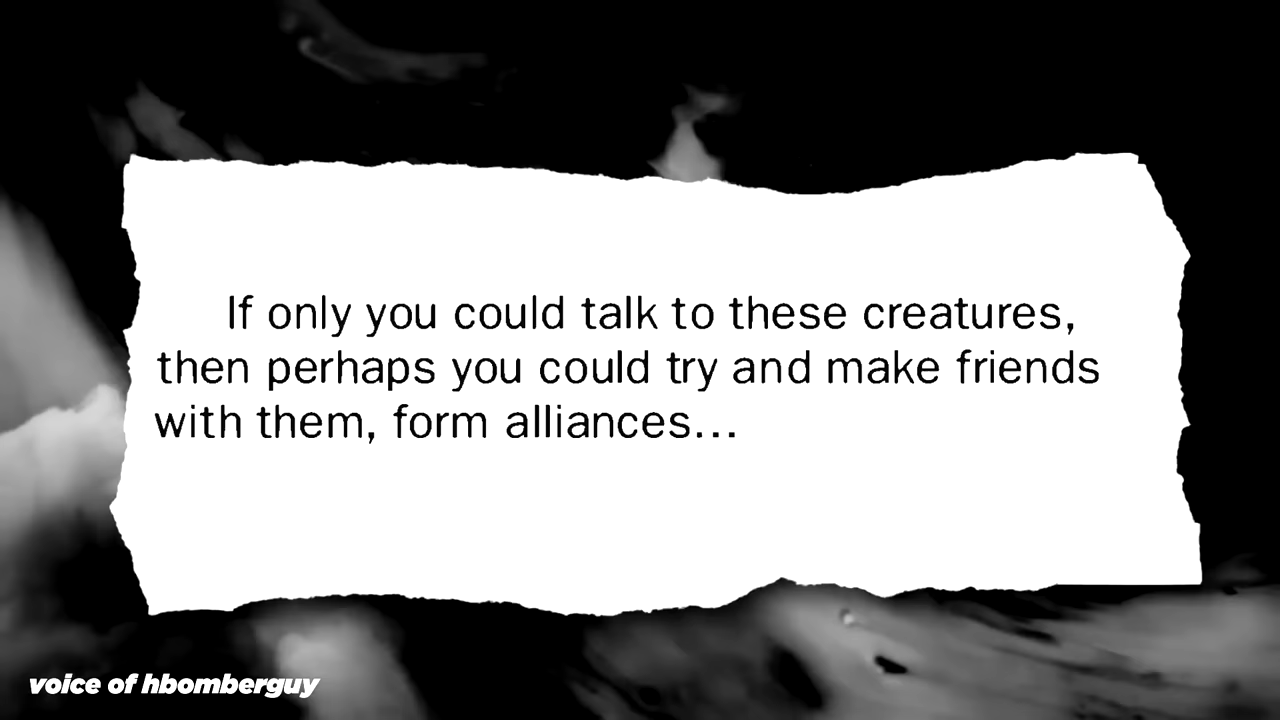 If only you could talk to these creatures,
then perhaps you could try and make friends
with them, form alliances...
voice of hbomberguy